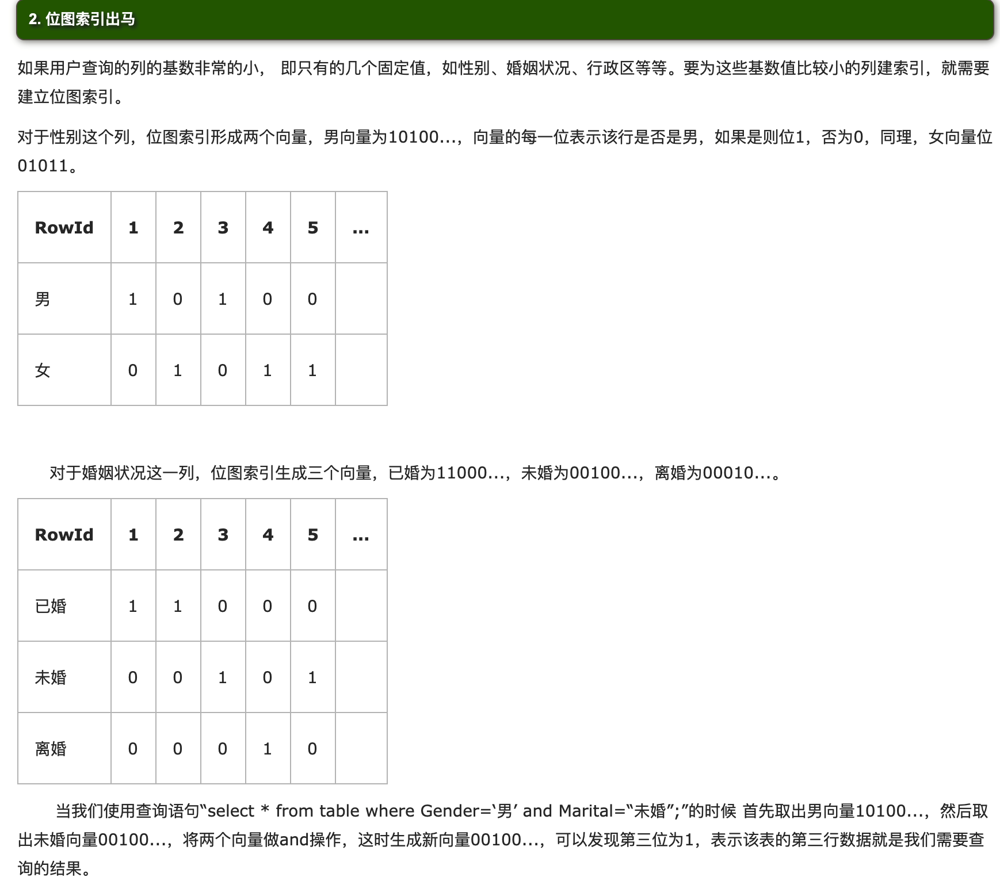 2. 位图索引出马
如果用户查询的列的基数非常的小， 即只有的几个固定值，如性别、婚姻状况、行政区等等。要为这些基数值比较小的列建索引，就需要
建立位图索引。
对于性别这个列，位图索引形成两个向量，男向量为10100...，向量的每一位表示该行是否是男，如果是则位1，否为0，同理，女向量位
01011。
RowId 1 2 3 4 5 ...
男 1 0 1 0 0
女 0 1 0 1 1
对于婚姻状况这一列，位图索引生成三个向量，已婚为11000...，未婚为00100...，离婚为00010...。
RowId 1 2 3 4 5 ...
已婚 1 1 0 0 0
未婚 0 0 1 0 1
离婚 0 0 0 1 0
当我们使用查询语句“select * from table where Gender=‘男’ and Marital=“未婚”;”的时候 首先取出男向量10100...，然后取
出未婚向量00100...，将两个向量做and操作，这时生成新向量00100...，可以发现第三位为1，表示该表的第三行数据就是我们需要查
询的结果。